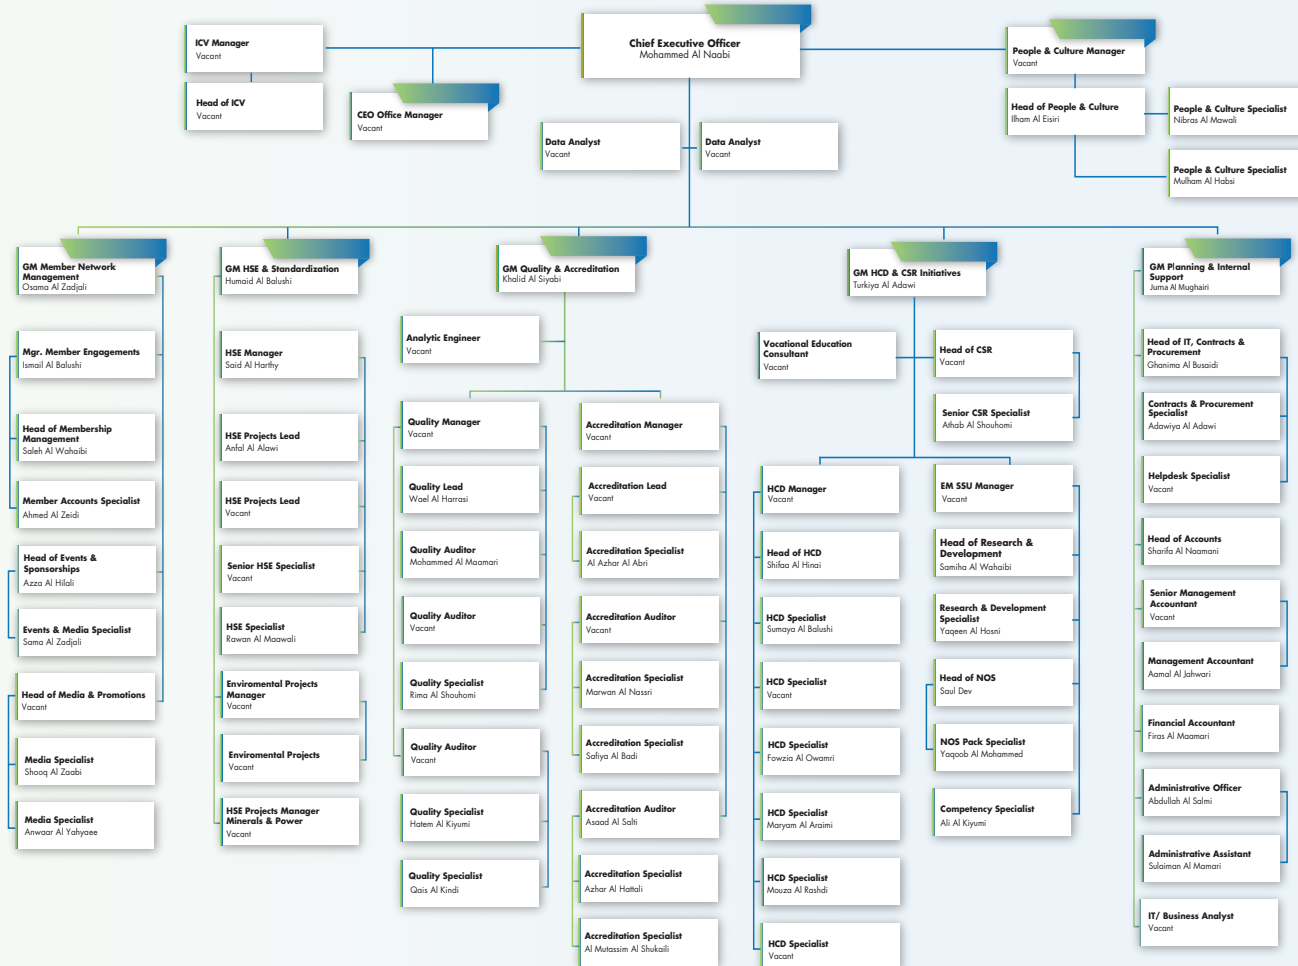 ICV Manager
Vacant
Head of ICV
Vacant
CEO Office Manager
Vacant
Chief Executive Officer
Mohammed Al Naabi
Data Analyst
Vacant
Data Analyst
Vacant
People & Culture Manager
Vacant
Head of People & Culture
Ilham Al Eisiri
People & Culture Specialist
Nibras Al Mawali
People & Culture Specialist
Mulham Al Habsi
GM Member Network
Management
Osama Al Zadjali
Mgr. Member Engagements
Ismail Al Balushi
Head of Membership
Management
Saleh Al Wahaibi
Member Accounts Specialist
Ahmed Al Zeidi
Head of Events &
Sponsorships
Azza Al Hilali
Events & Media Specialist
Sama Al Zadjali
Head of Media & Promotions
Vacant
Media Specialist
Shooq Al Zaabi
Media Specialist
Anwaar Al Yahyaee
GM HSE & Standardization
Humaid Al Balushi
HSE Manager
Said Al Harthy
HSE Projects Lead
Anfal Al Alawi
HSE Projects Lead
Vacant
Senior HSE Specialist
Vacant
HSE Specialist
Rawan Al Maawali
Enviromental Projects
Manager
Vacant
Enviromental Projects
Vacant
HSE Projects Manager
Minerals & Power
Vacant
GM Quality & Accreditation
Khalid Al Siyabi
Analytic Engineer
Vacant
Quality Manager
Vacant
Quality Lead
Wael Al Harrasi
Quality Auditor
Mohammed Al Maamari
Quality Auditor
Vacant
Quality Specialist
Rima Al Shouhomi
Quality Auditor
Vacant
Quality Specialist
Hatem Al Kiyumi
Quality Specialist
Qais Al Kindi
Accreditation Manager
Vacant
Accreditation Lead
Vacant
Accreditation Specialist
Al Azhar Al Abri
Accreditation Auditor
Vacant
Accreditation Specialist
Marwan Al Nassri
Accreditation Specialist
Safiya Al Badi
Accreditation Auditor
Asaad Al Salti
Accreditation Specialist
Azhar Al Hattali
Accreditation Specialist
Al Mutassim Al Shukaili
GM HCD & CSR Initiatives
Turkiya Al Adawi
Vocational Education
Consultant
Vacant
Head of CSR
Vacant
Senior CSR Specialist
Athab Al Shouhomi
HCD Manager
Vacant
Head of HCD
Shifaa Al Hinai
HCD Specialist
Sumaya Al Balushi
HCD Specialist
Vacant
HCD Specialist
Fowzia Al Owamri
HCD Specialist
Maryam Al Araimi
HCD Specialist
Mouza Al Rashdi
HCD Specialist
Vacant
EM SSU Manager
Vacant
Head of Research &
Development
Samiha Al Wahaibi
Research & Development
Specialist
Yaqeen Al Hosni
Head of NOS
Saul Dev
NOS Pack Specialist
Yaqoob Al Mohammed
Competency Specialist
Ali Al Kiyumi
GM Planning & Internal
Support
Juma Al Mughairi
Head of IT, Contracts &
Procurement
Ghanima Al Busaidi
Contracts & Procurement
Specialist
Adawiya Al Adawi
Helpdesk Specialist
Vacant
Head of Accounts
Sharifa Al Naamani
Senior Management
Accountant
Vacant
Management Accountant
Aamal Al Jahwari
Financial Accountant
Firas Al Maamari
Administrative Officer
Abdullah Al Salmi
Administrative Assistant
Sulaiman Al Mamari
IT/ Business Analyst
Vacant